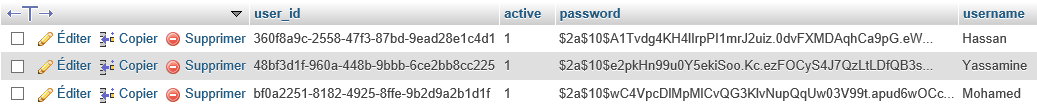 user_id active password username
Éditer Copier Supprimer 360f8a9c-2558-47f3-87bd-9ead28e1c4d1 1 $2a$10$A1Tvdg4KH4IlrpPI1mrJ2uiz.0dvFXMDAqhCa9pG.eW... Hassan
Éditer Copier Supprimer 48bf3d1f-960a-448b-9bbb-6ce2bb8cc225 1 $2a$10$e2pkHn99u0Y5ekiSoo.Kc.ezFOCyS4J7QzLtLDfQB3s... Yassamine
Éditer Copier Supprimer bf0a2251-8182-4925-8ffe-9b2d9a2b1d1f 1 $2a$10$wC4VpcDlMpMlCvQG3KlvNupQqUw03V99t.apud6wOCc... Mohamed